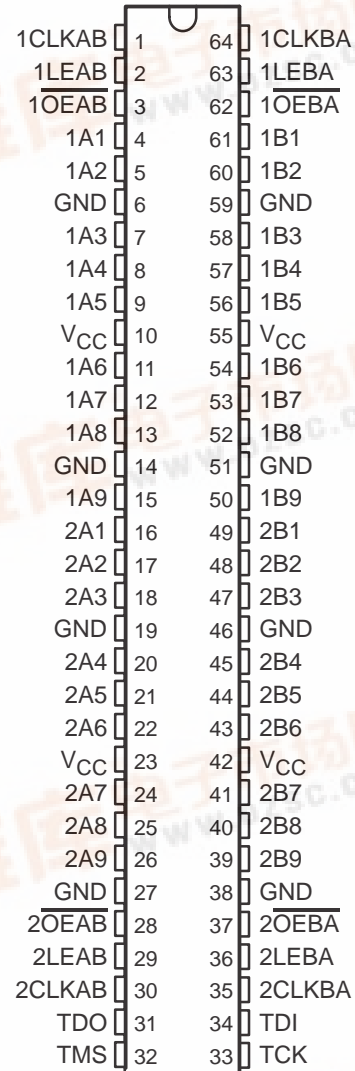 1CLKAB 1 64 1CLKBA
1LEAB 2 63 1LEBA
1OEAB 3 62 1OEBA
1A1 4 61 1B1
1A2 5 60 1B2
GND 6 59 GND
1A3 7 58 1B3
1A4 8 57 1B4
1A5 9 56 1B5
VCC 10 55 VCC
1A6 11 54 1B6
1A7 12 53 1B7
1A8 13 52 1B8
GND 14 51 GND
1A9 15 50 1B9
2A1 16 49 2B1
2A2 17 48 2B2
2A3 18 47 2B3
GND 19 46 GND
2A4 20 45 2B4
2A5 21 44 2B5
2A6 22 43 2B6
VCC 23 42 VCC
2A7 24 41 2B7
2A8 25 40 2B8
2A9 26 39 2B9
GND 27 38 GND
2OEAB 28 37 2OEBA
2LEAB 29 36 2LEBA
2CLKAB 30 35 2CLKBA
TDO 31 34 TDI
TMS 32 33 TCK